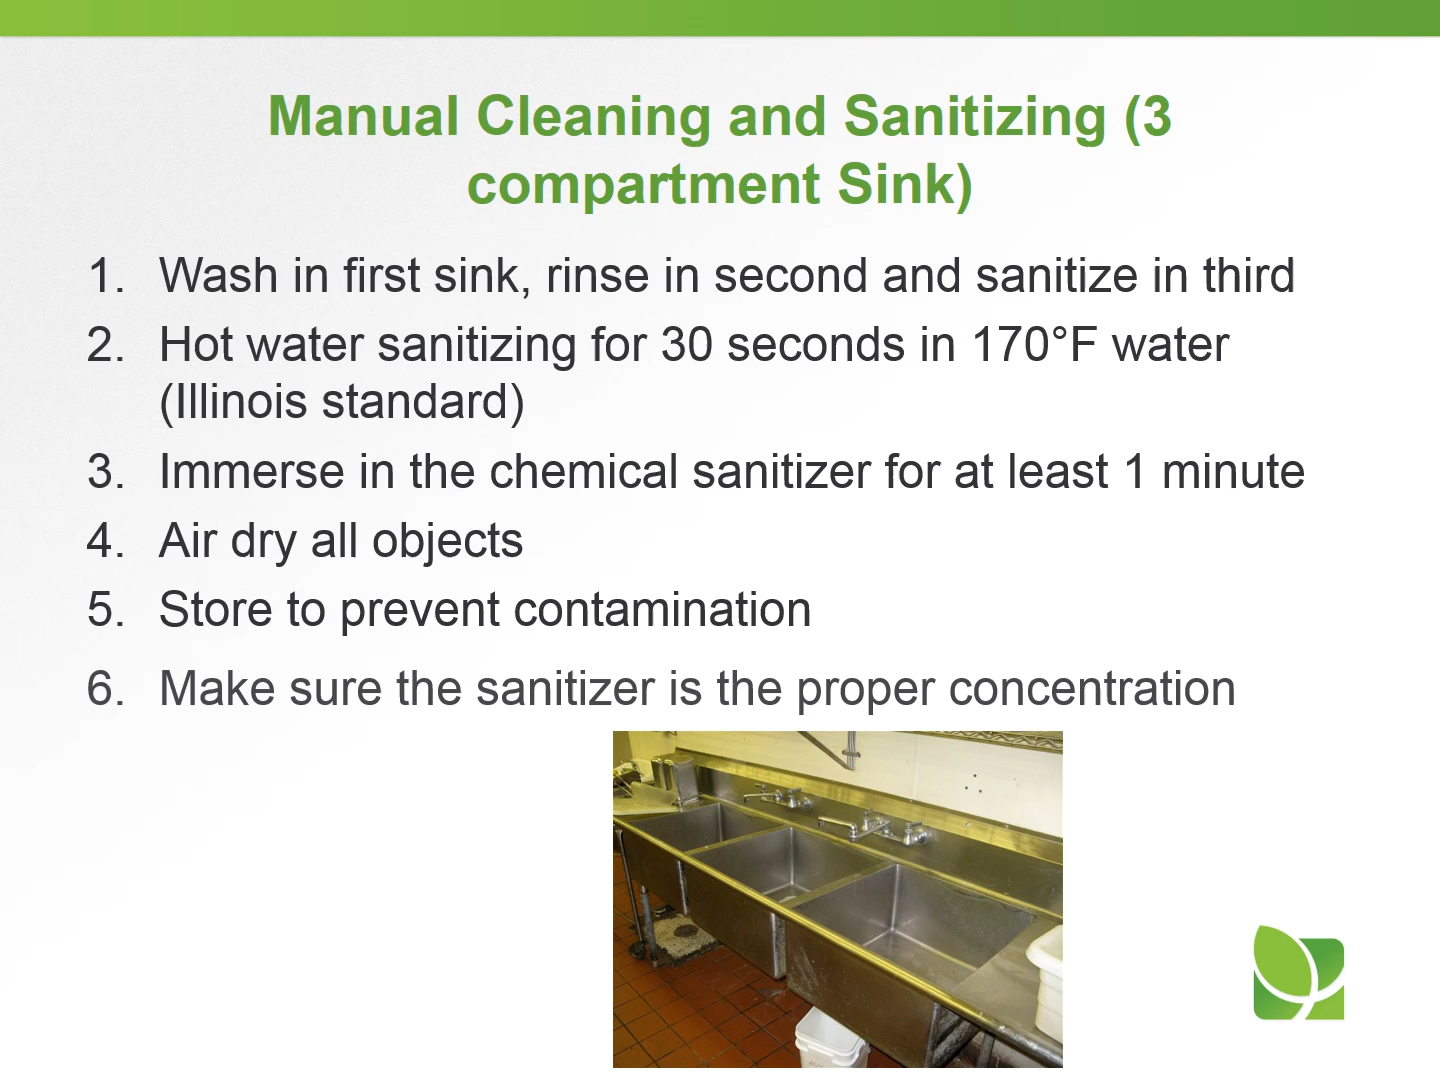 Manual Cleaning and Sanitizing (3
compartment Sink)
1. Wash in first sink, rinse in second and sanitize in third
2. Hot water sanitizing for 30 seconds in 170°F water
(Illinois standard)
3. Immerse in the chemical sanitizer for at least 1 minute
4. Air dry all objects
5. Store to prevent contamination
6. Make sure the sanitizer is the proper concentration